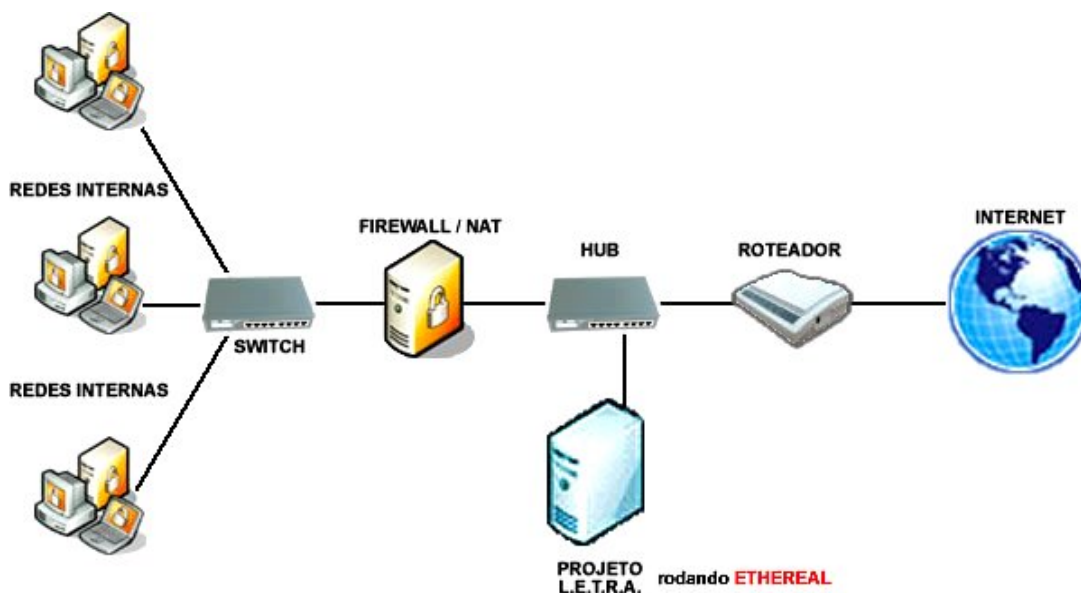 REDES INTERNAS
FIREWALL / NAT
HUB
ROTEADOR
INTERNET
SWITCH
REDES INTERNAS
PROJETO
L.E.T.R.A. rodando ETHEREAL